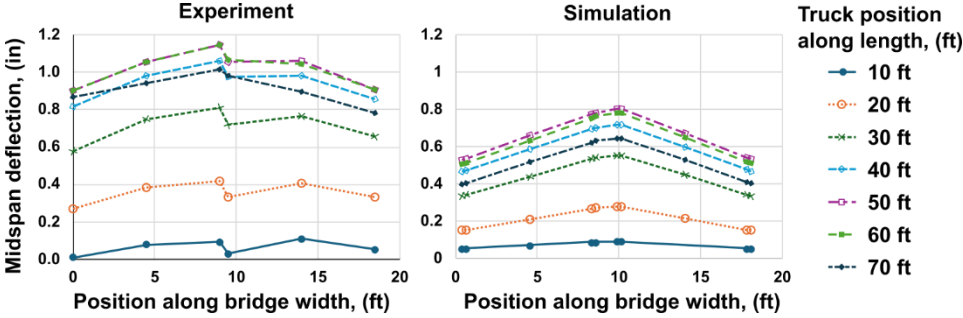 Experiment
Simulation
Truck position
along length, (ft)
Midspan deflection, (in)
1.2
1.0
0.8
0.6
0.4
0.2
0.0
0
5
10
15
20
Position along bridge width, (ft)
1.2
1.0
0.8
0.6
0.4
0.2
0
0
5
10
15
20
Position along bridge width, (ft)
10 ft
20 ft
30 ft
40 ft
50 ft
60 ft
70 ft